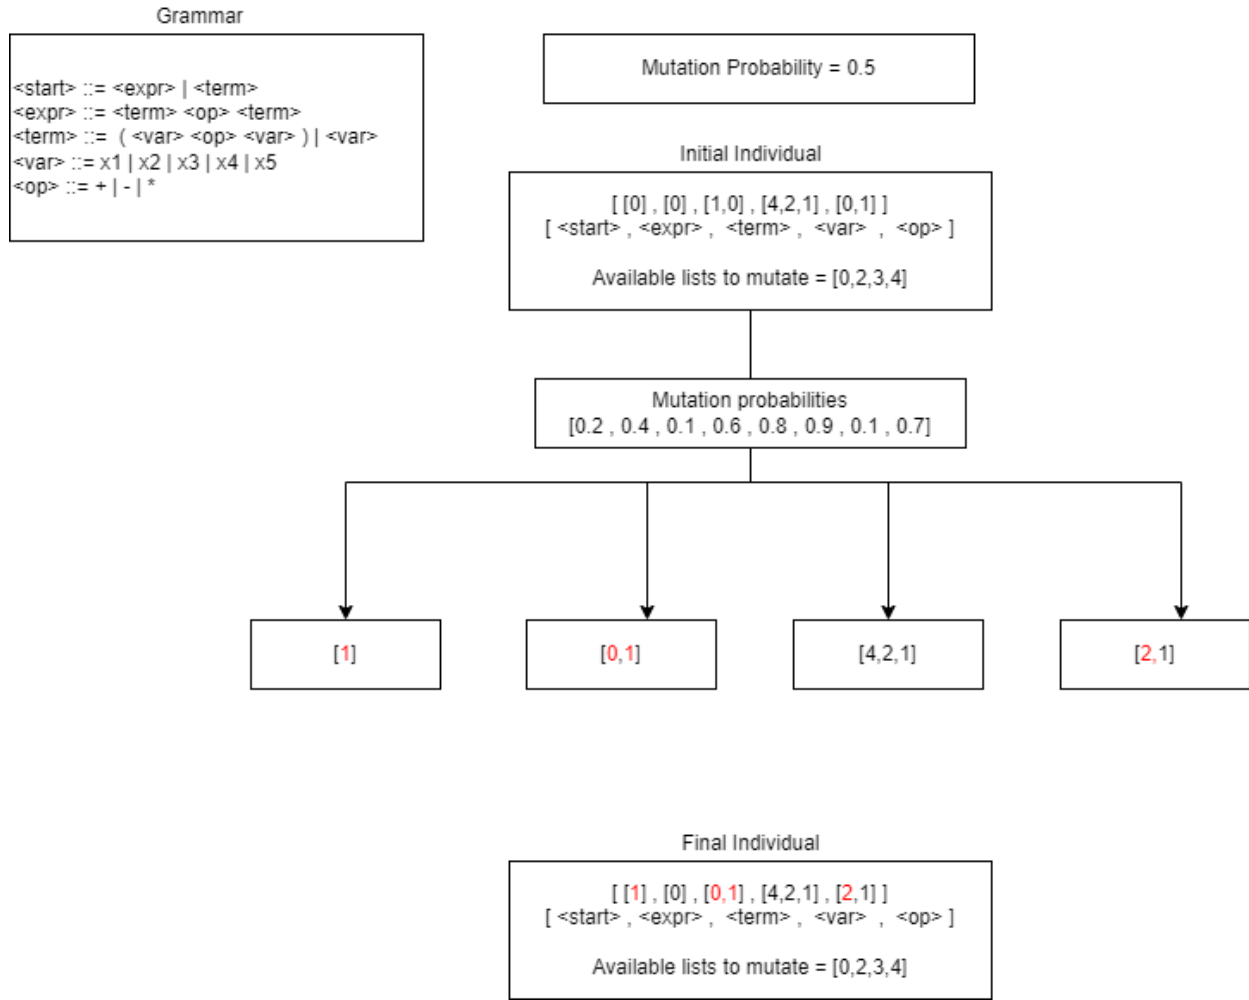 Grammar
<start> ::= <expr> | <term>
<expr> ::= <term> <op> <term>
<term> ::= ( <var> <op> <var> ) | <var>
<var> ::= x1 | x2 | x3 | x4 | x5
<op> ::= + | - | *
Mutation Probability = 0.5
Initial Individual
[ [0] , [0] , [1,0] , [4,2,1] , [0,1] ]
[ <start> , <expr> , <term> , <var> , <op> ]
Available lists to mutate = [0,2,3,4]
Mutation probabilities
[0.2 , 0.4 , 0.1 , 0.6 , 0.8 , 0.9 , 0.1 , 0.7]
[1]
[0,1]
[4,2,1]
[2,1]
Final Individual
[ [1] , [0] , [0,1] , [4,2,1] , [2,1] ]
[ <start> , <expr> , <term> , <var> , <op> ]
Available lists to mutate = [0,2,3,4]